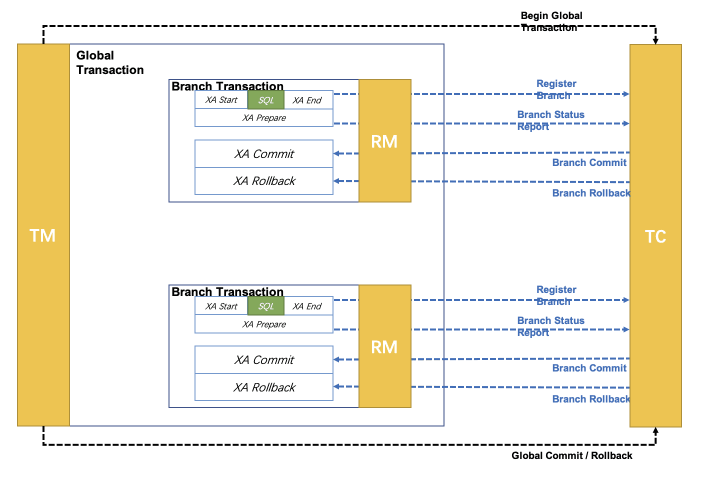 Begin Global
Transaction
Global
Transaction
Branch Transaction
XA Start
SQL
XA End
XA Prepare
XA Commit
XA Rollback
RM
Register
Branch
Branch Status
Report
Branch Commit
Branch Rollback
TM
TC
Branch Transaction
XA Start
SQL
XA End
XA Prepare
XA Commit
XA Rollback
RM
Register
Branch
Branch Status
Report
Branch Commit
Branch Rollback
Global Commit / Rollback